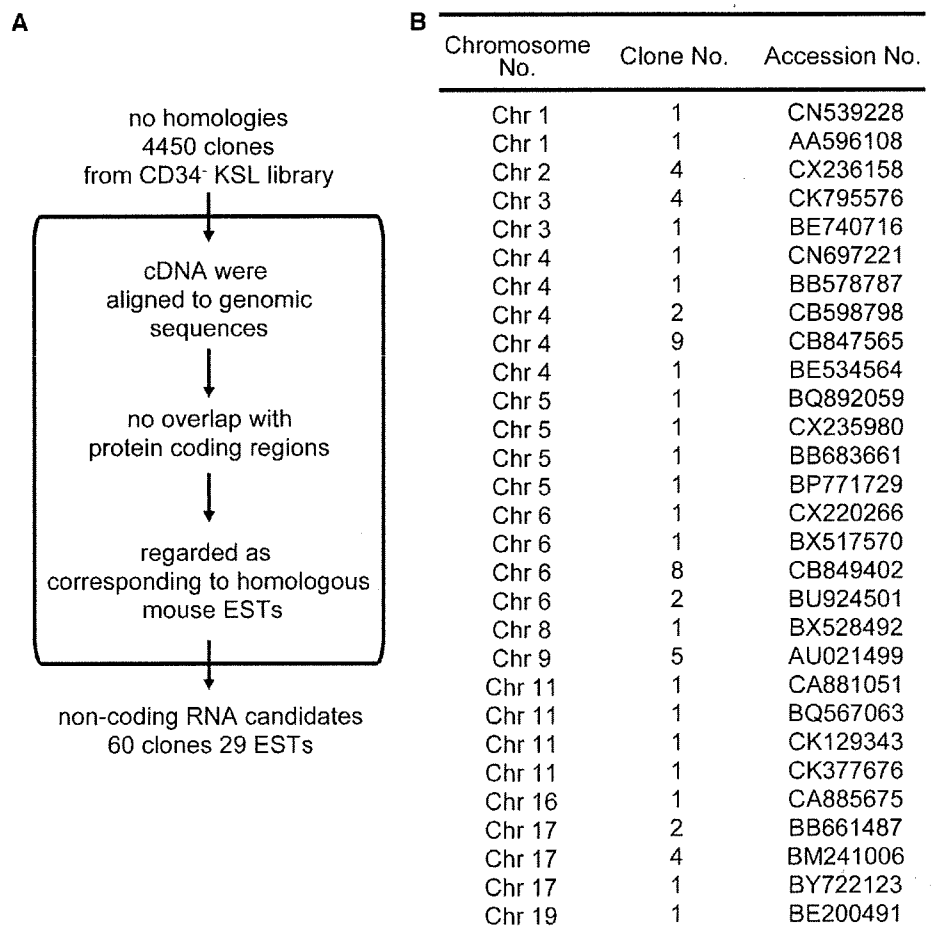 A
no homologies
4450 clones
from CD34- KSL library
cDNA were
aligned to genomic
sequences
no overlap with
protein coding regions
regarded as
corresponding to homologous
mouse ESTs
non-coding RNA candidates
60 clones 29 ESTs
B
Chromosome No. Clone No. Accession No.
Chr 1 1 CN539228
Chr 1 1 AA596108
Chr 2 4 CX236158
Chr 3 4 CK795576
Chr 3 1 BE740716
Chr 4 1 CN697221
Chr 4 1 BB578787
Chr 4 2 CB598798
Chr 4 9 CB847565
Chr 4 1 BE534564
Chr 5 1 BQ892059
Chr 5 1 CX235980
Chr 5 1 BB683661
Chr 5 1 BP771729
Chr 6 1 CX220266
Chr 6 1 BX517570
Chr 6 8 CB849402
Chr 6 2 BU924501
Chr 8 1 BX528492
Chr 9 5 AU021499
Chr 11 1 CA881051
Chr 11 1 BQ567063
Chr 11 1 CK129343
Chr 11 1 CK377676
Chr 16 1 CA885675
Chr 17 2 BB661487
Chr 17 4 BM241006
Chr 17 1 BY722123
Chr 19 1 BE200491